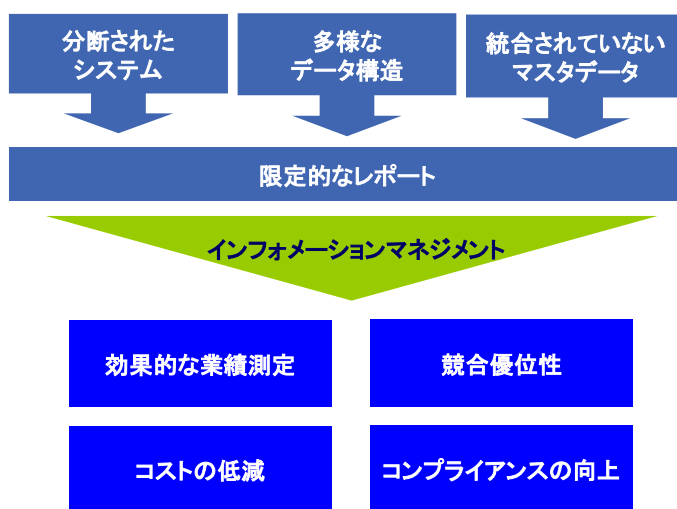 分断された
システム
多様な
データ構造
統合されていない
マスタデータ
限定的なレポート
インフォメーションマネジメント
効果的な業績測定
競合優位性
コストの低減
コンプライアンスの向上